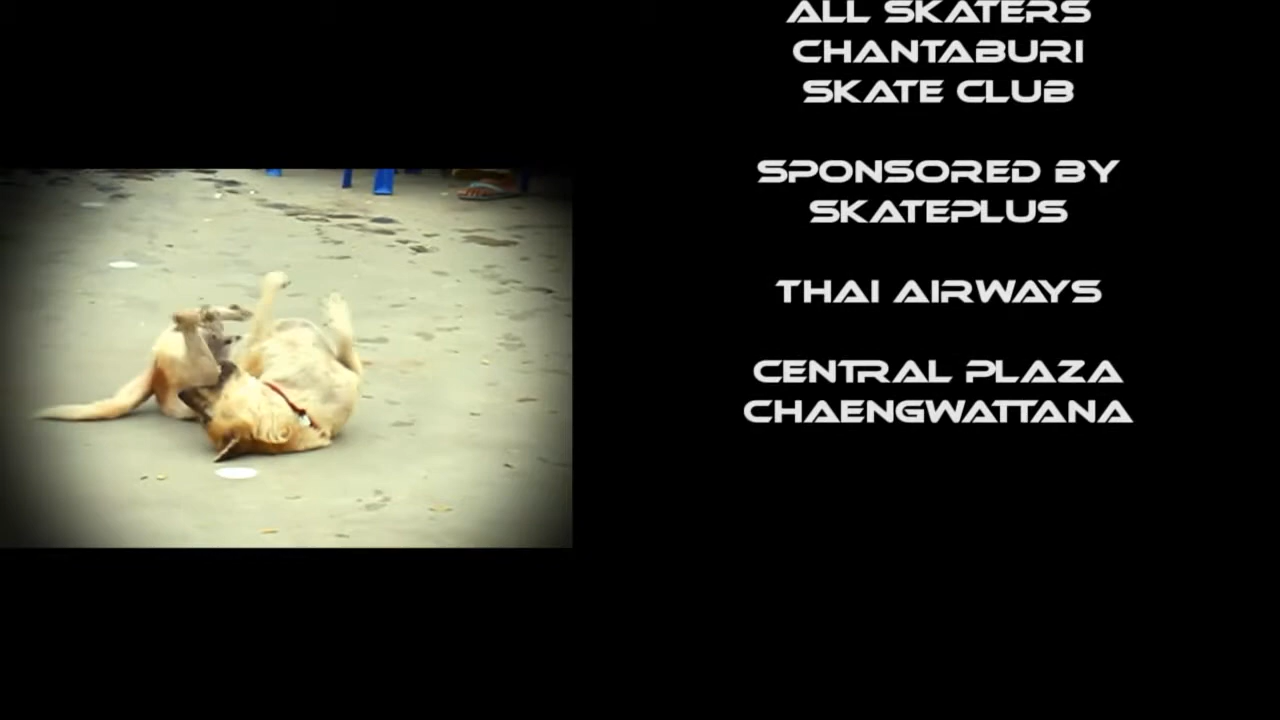 ALL SKATERS
CHANTABURI
SKATE CLUB
SPONSORED BY
SKATEPLUS
THAI AIRWAYS
CENTRAL PLAZA
CHAENGWATTANA